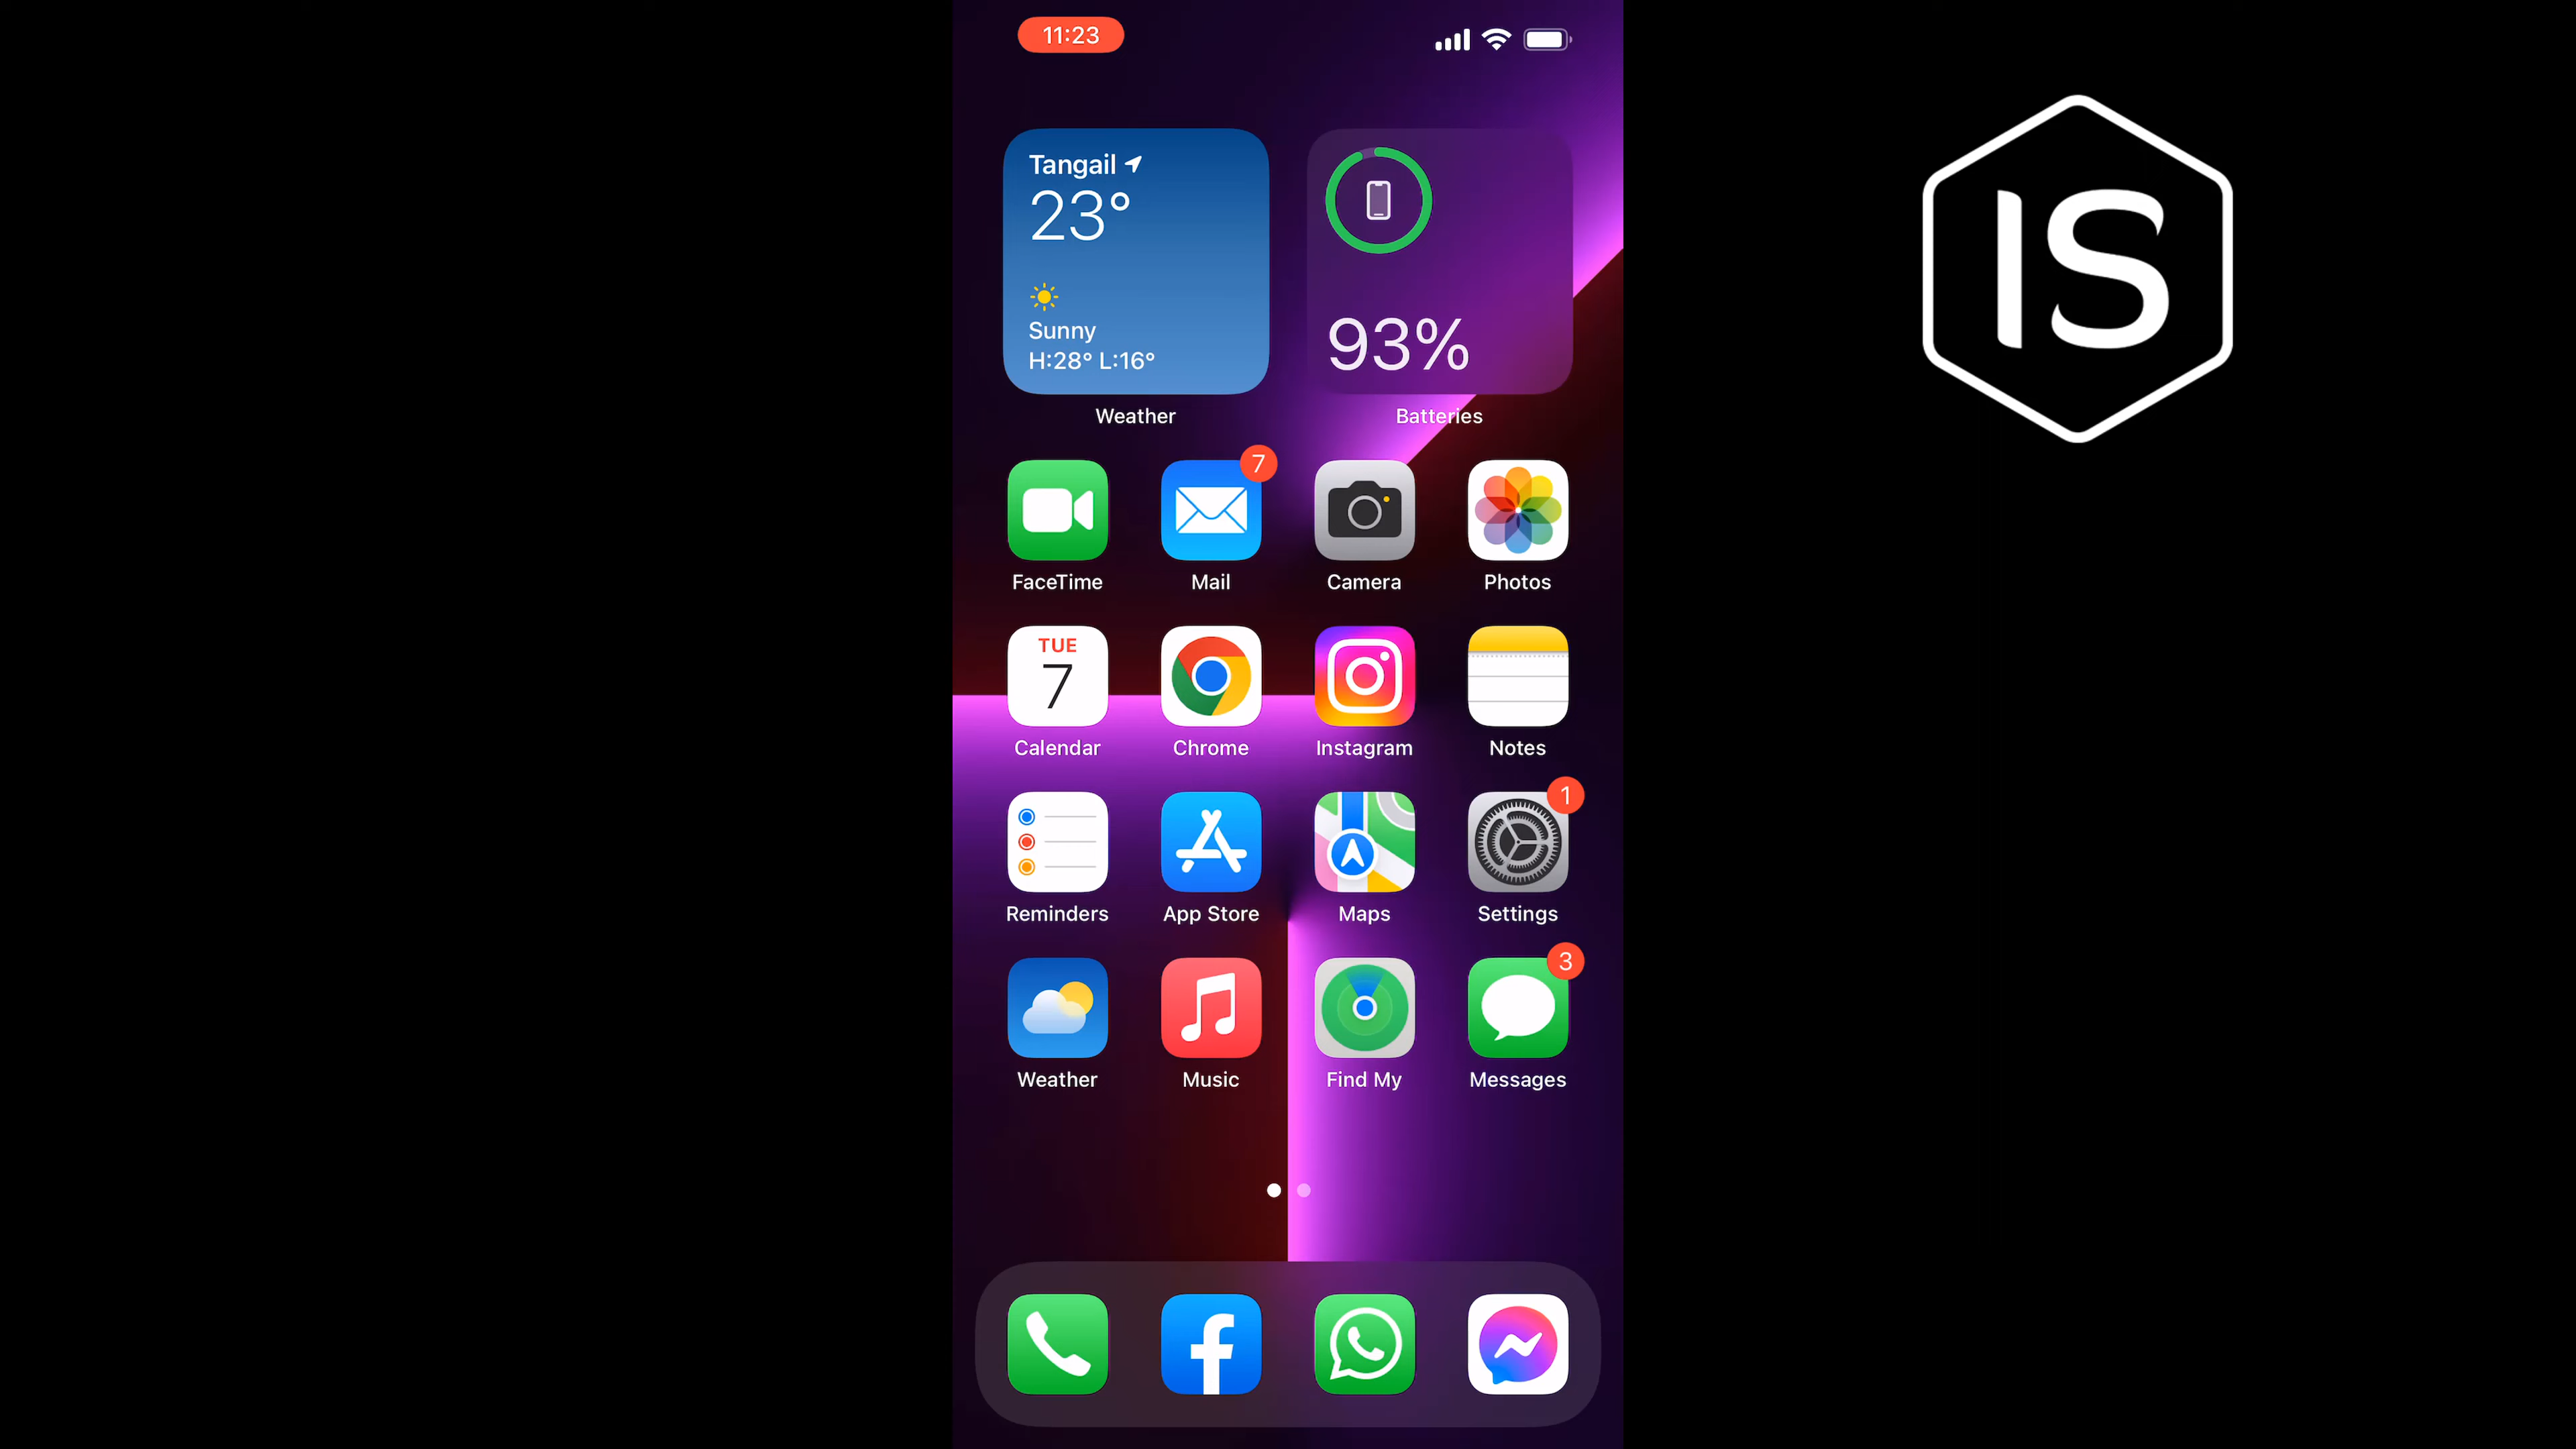 11:23
IS
Tangail
23°
Sunny
H:28° L:16°
Weather
93%
Batteries
7
FaceTime
Mail
Camera
Photos
TUE
7
Calendar
Chrome
Instagram
Notes
1
Reminders
App Store
Maps
Settings
3
Weather
Music
Find My
Messages